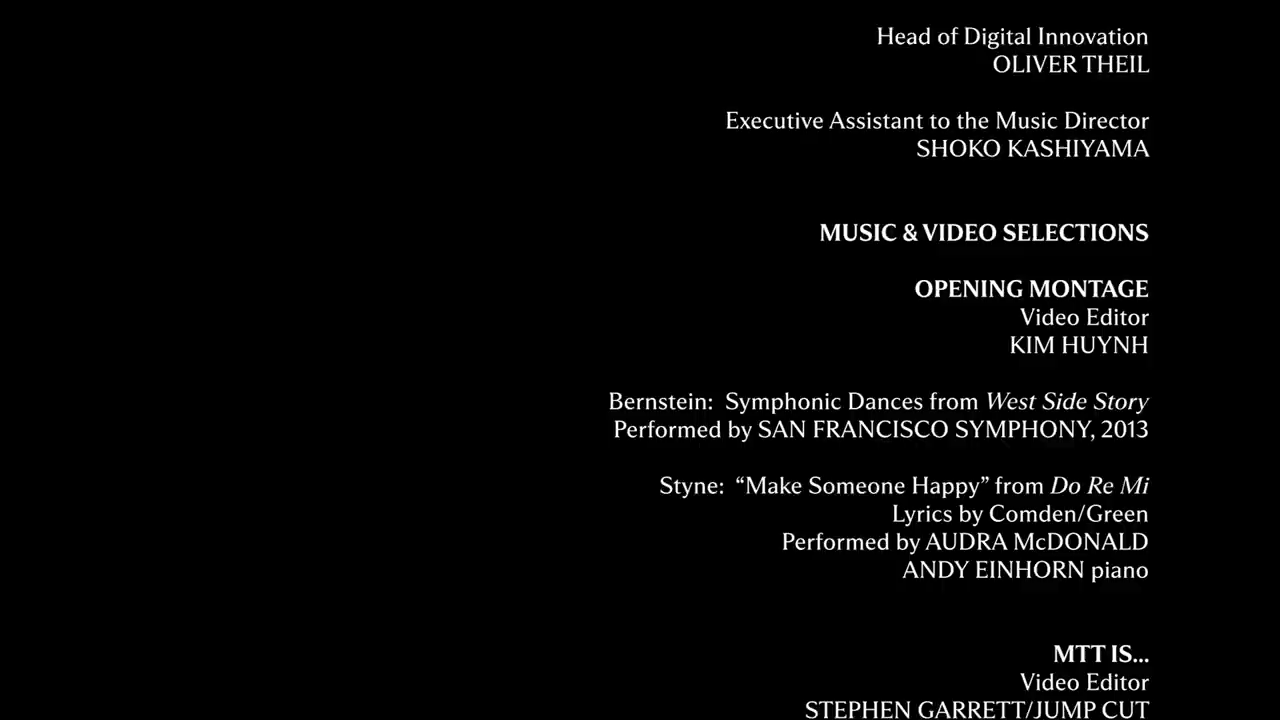 Head of Digital Innovation
OLIVER THEIL
Executive Assistant to the Music Director
SHOKO KASHIYAMA
MUSIC & VIDEO SELECTIONS
OPENING MONTAGE
Video Editor
KIM HUYNH
Bernstein:  Symphonic Dances from West Side Story
Performed by SAN FRANCISCO SYMPHONY, 2013
Styne:  “Make Someone Happy” from Do Re Mi
Lyrics by Comden/Green
Performed by AUDRA McDONALD
ANDY EINHORN piano
MTT IS...
Video Editor
STEPHEN GARRETT/JUMP CUT